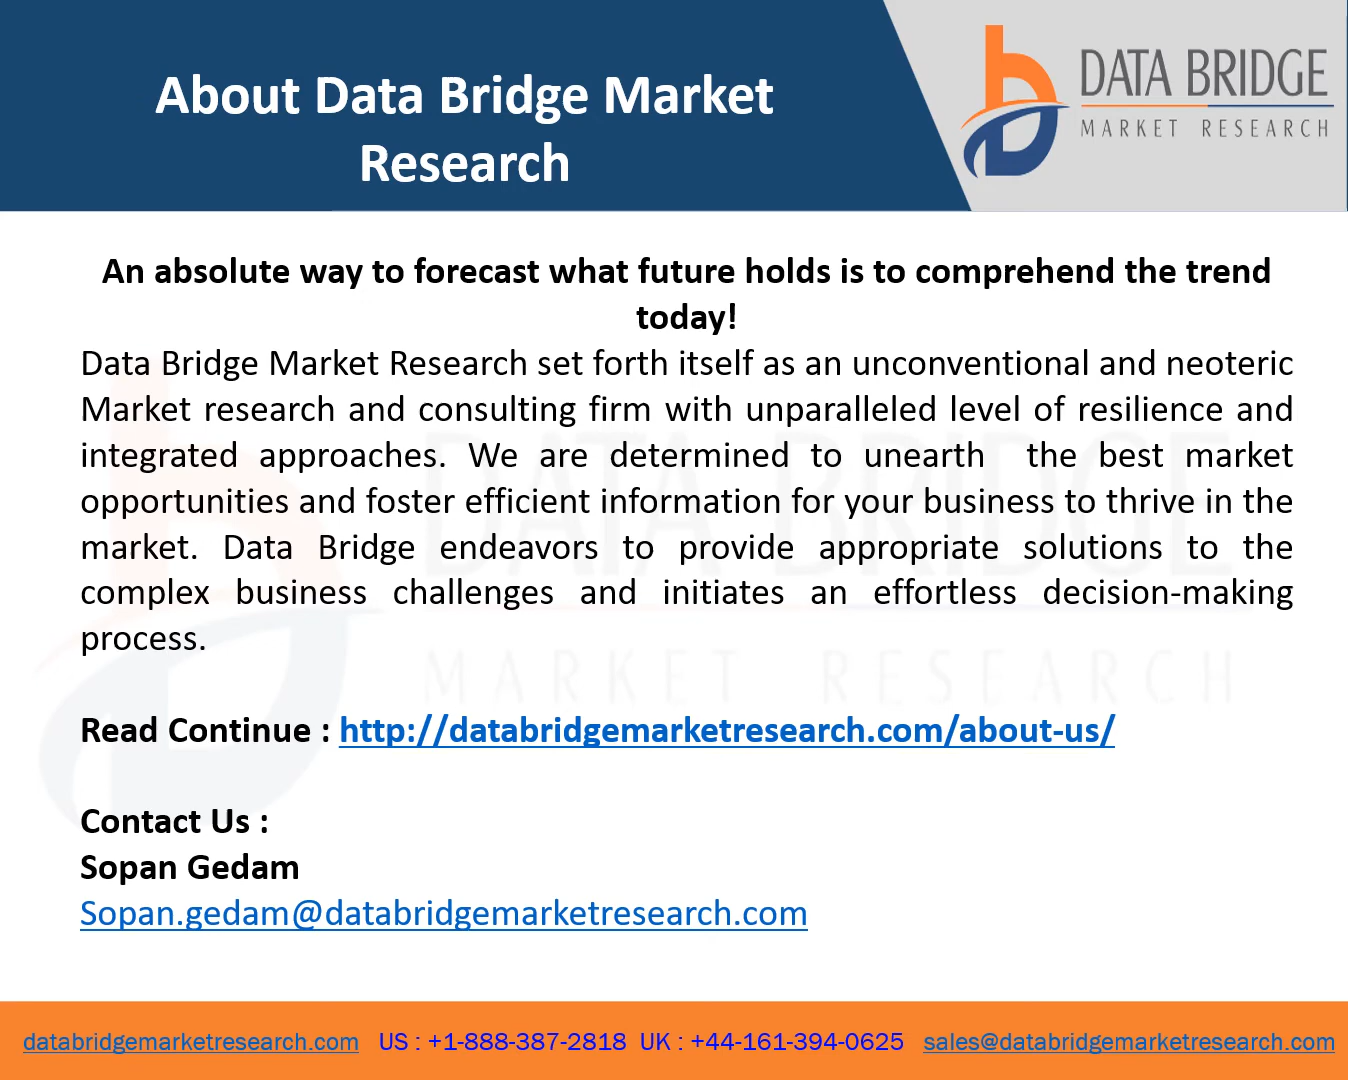 About Data Bridge Market
Research
DATA BRIDGE
MARKET RESEARCH
An absolute way to forecast what future holds is to comprehend the trend
today!
Data Bridge Market Research set forth itself as an unconventional and neoteric
Market research and consulting firm with unparalleled level of resilience and
integrated approaches. We are determined to unearth the best market
opportunities and foster efficient information for your business to thrive in the
market. Data Bridge endeavors to provide appropriate solutions to the
complex business challenges and initiates an effortless decision-making
process.
DATA BRIDGE
MARKET RESEARCH
Read Continue : http://databridgemarketresearch.com/about-us/
Contact Us :
Sopan Gedam
Sopan.gedam@databridgemarketresearch.com
databridgemarketresearch.com US : +1-888-387-2818 UK : +44-161-394-0625 sales@databridgemarketresearch.com